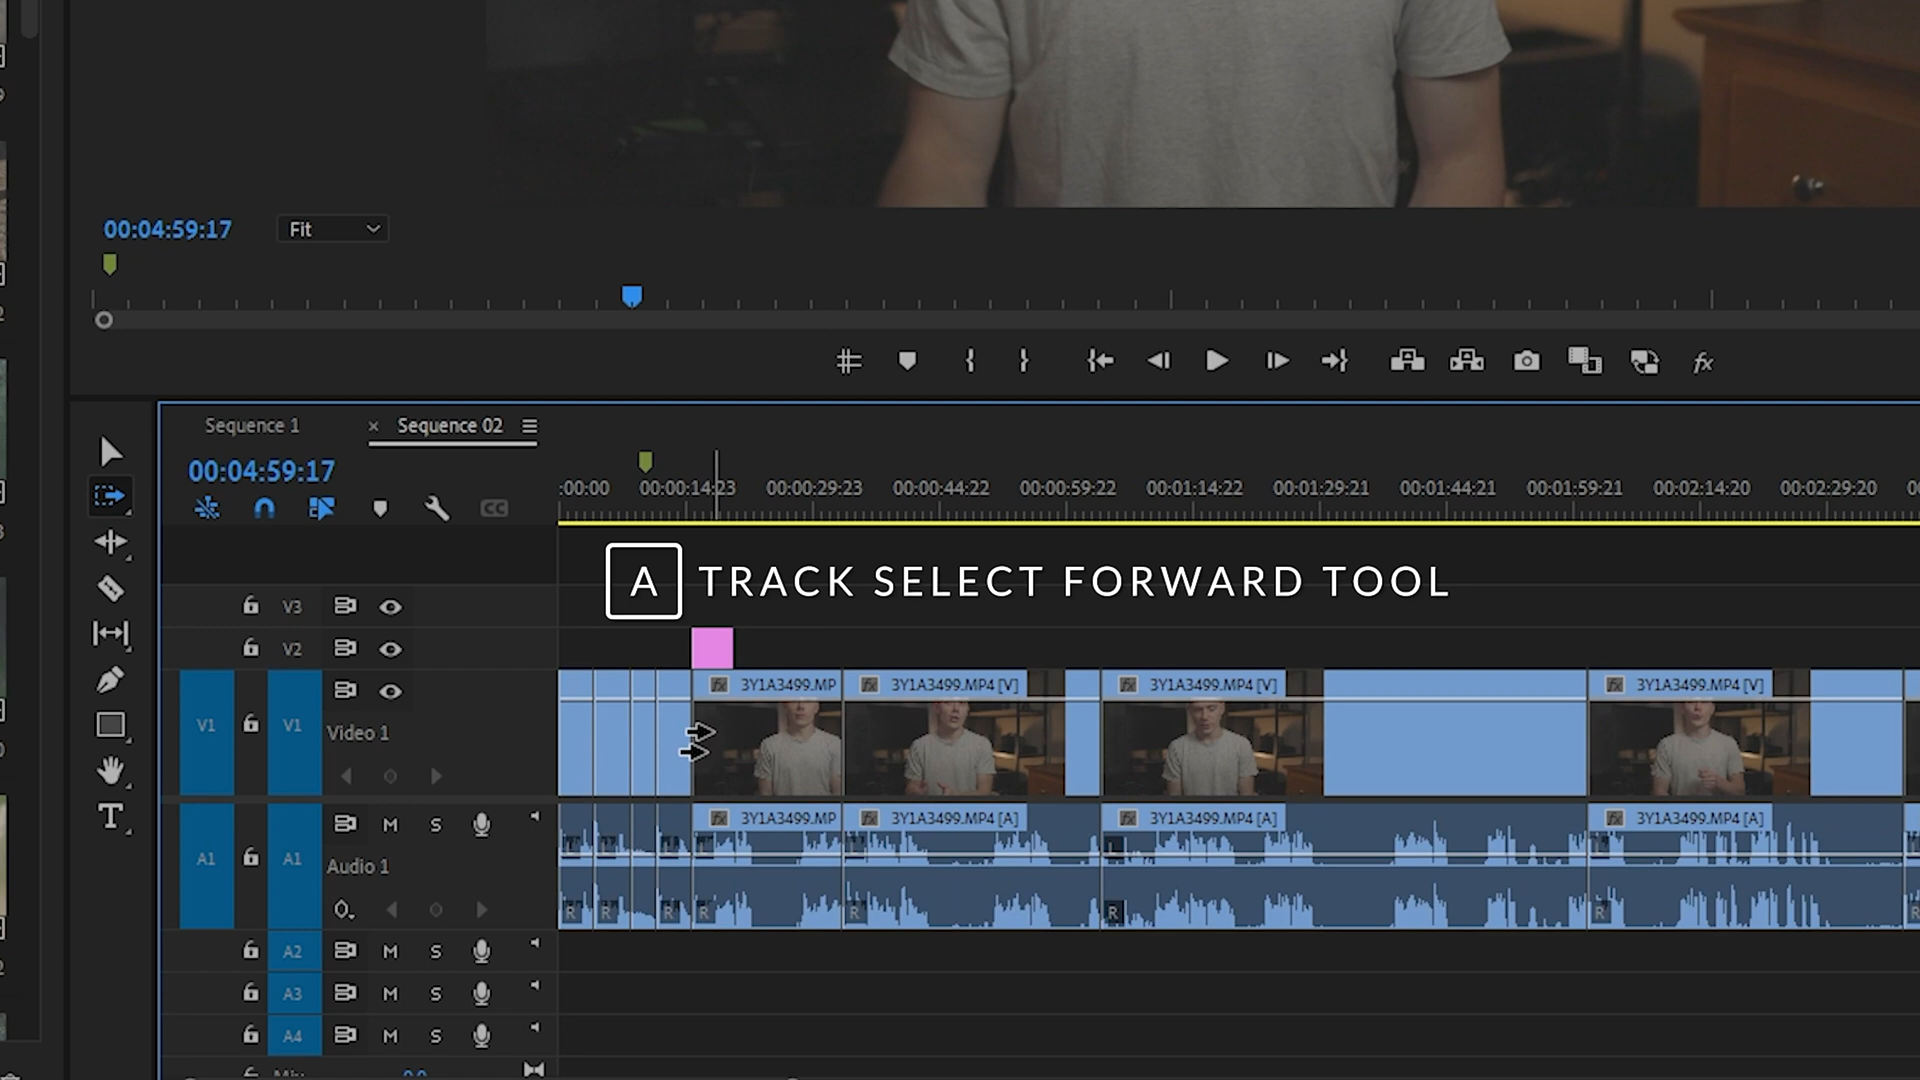 00:04:59:17 Fit
Sequence 1 × Sequence 02
00:04:59:17
:00:00 00:00:14:23 00:00:29:23 00:00:44:22 00:00:59:22 00:01:14:22 00:01:29:21 00:01:44:21 00:01:59:21 00:02:14:20 00:02:29:20
CC
A TRACK SELECT FORWARD TOOL
V3
V2
3Y1A3499.MP 3Y1A3499.MP4 [V] 3Y1A3499.MP4 [V] 3Y1A3499.MP4 [V]
V1 V1 Video 1
M S 3Y1A3499.MP 3Y1A3499.MP4 [A] 3Y1A3499.MP4 [A] 3Y1A3499.MP4 [A]
A1 A1 Audio 1
R R R R R R R
A2 M S
A3 M S
A4 M S